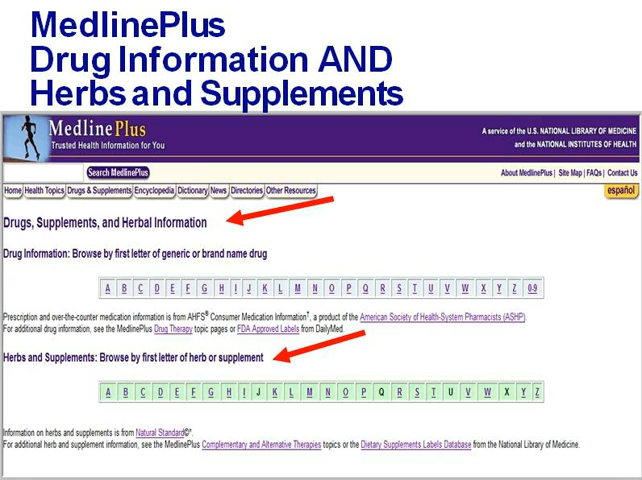 MedlinePlus
Drug Information AND
Herbs and Supplements
MedlinePlus
Trusted Health Information for You
A service of the U.S. NATIONAL LIBRARY OF MEDICINE
and the NATIONAL INSTITUTES OF HEALTH
Search MedlinePlus
About MedlinePlus | Site Map | FAQs | Contact Us
Home Health Topics Drugs & Supplements Encyclopedia Dictionary News Directories Other Resources
español
Drugs, Supplements, and Herbal Information
Drug Information: Browse by first letter of generic or brand name drug
A B C D E F G H I J K L M N O P Q R S T U V W X Y Z 0-9
Prescription and over-the-counter medication information is from AHFS® Consumer Medication Information, a product of the American Society of Health-System Pharmacists (ASHP).
For additional drug information, see the MedlinePlus Drug Therapy topic pages or FDA Approved Labels from DailyMed.
Herbs and Supplements: Browse by first letter of herb or supplement
A B C D E F G H I J K L M N O P Q R S T U V W X Y Z
Information on herbs and supplements is from Natural Standard©*.
For additional herb and supplement information, see the MedlinePlus Complementary and Alternative Therapies topics or the Dietary Supplements Labels Database from the National Library of Medicine.